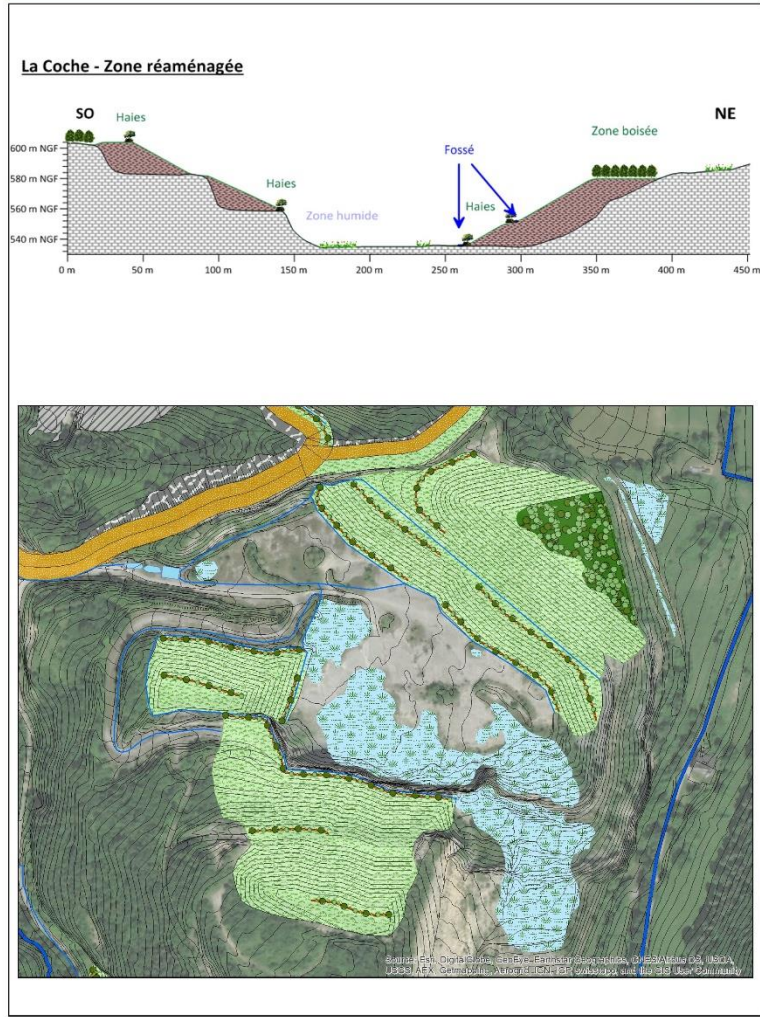 La Coche - Zone réaménagée
SO
Haies
Zone boisée
NE
Fossé
600 m NGF
580 m NGF
560 m NGF
540 m NGF
Haies
Haies
Zone humide
0 m
50 m
100 m
150 m
200 m
250 m
300 m
350 m
400 m
450 m
Source: Esri, DigitalGlobe, GeoEye, Earthstar Geographics, CNES/Airbus DS, USDA,
USGS, AEX, Getmapping, Aerogrid, IGN, IGP, swisstopo, and the GIS User Community